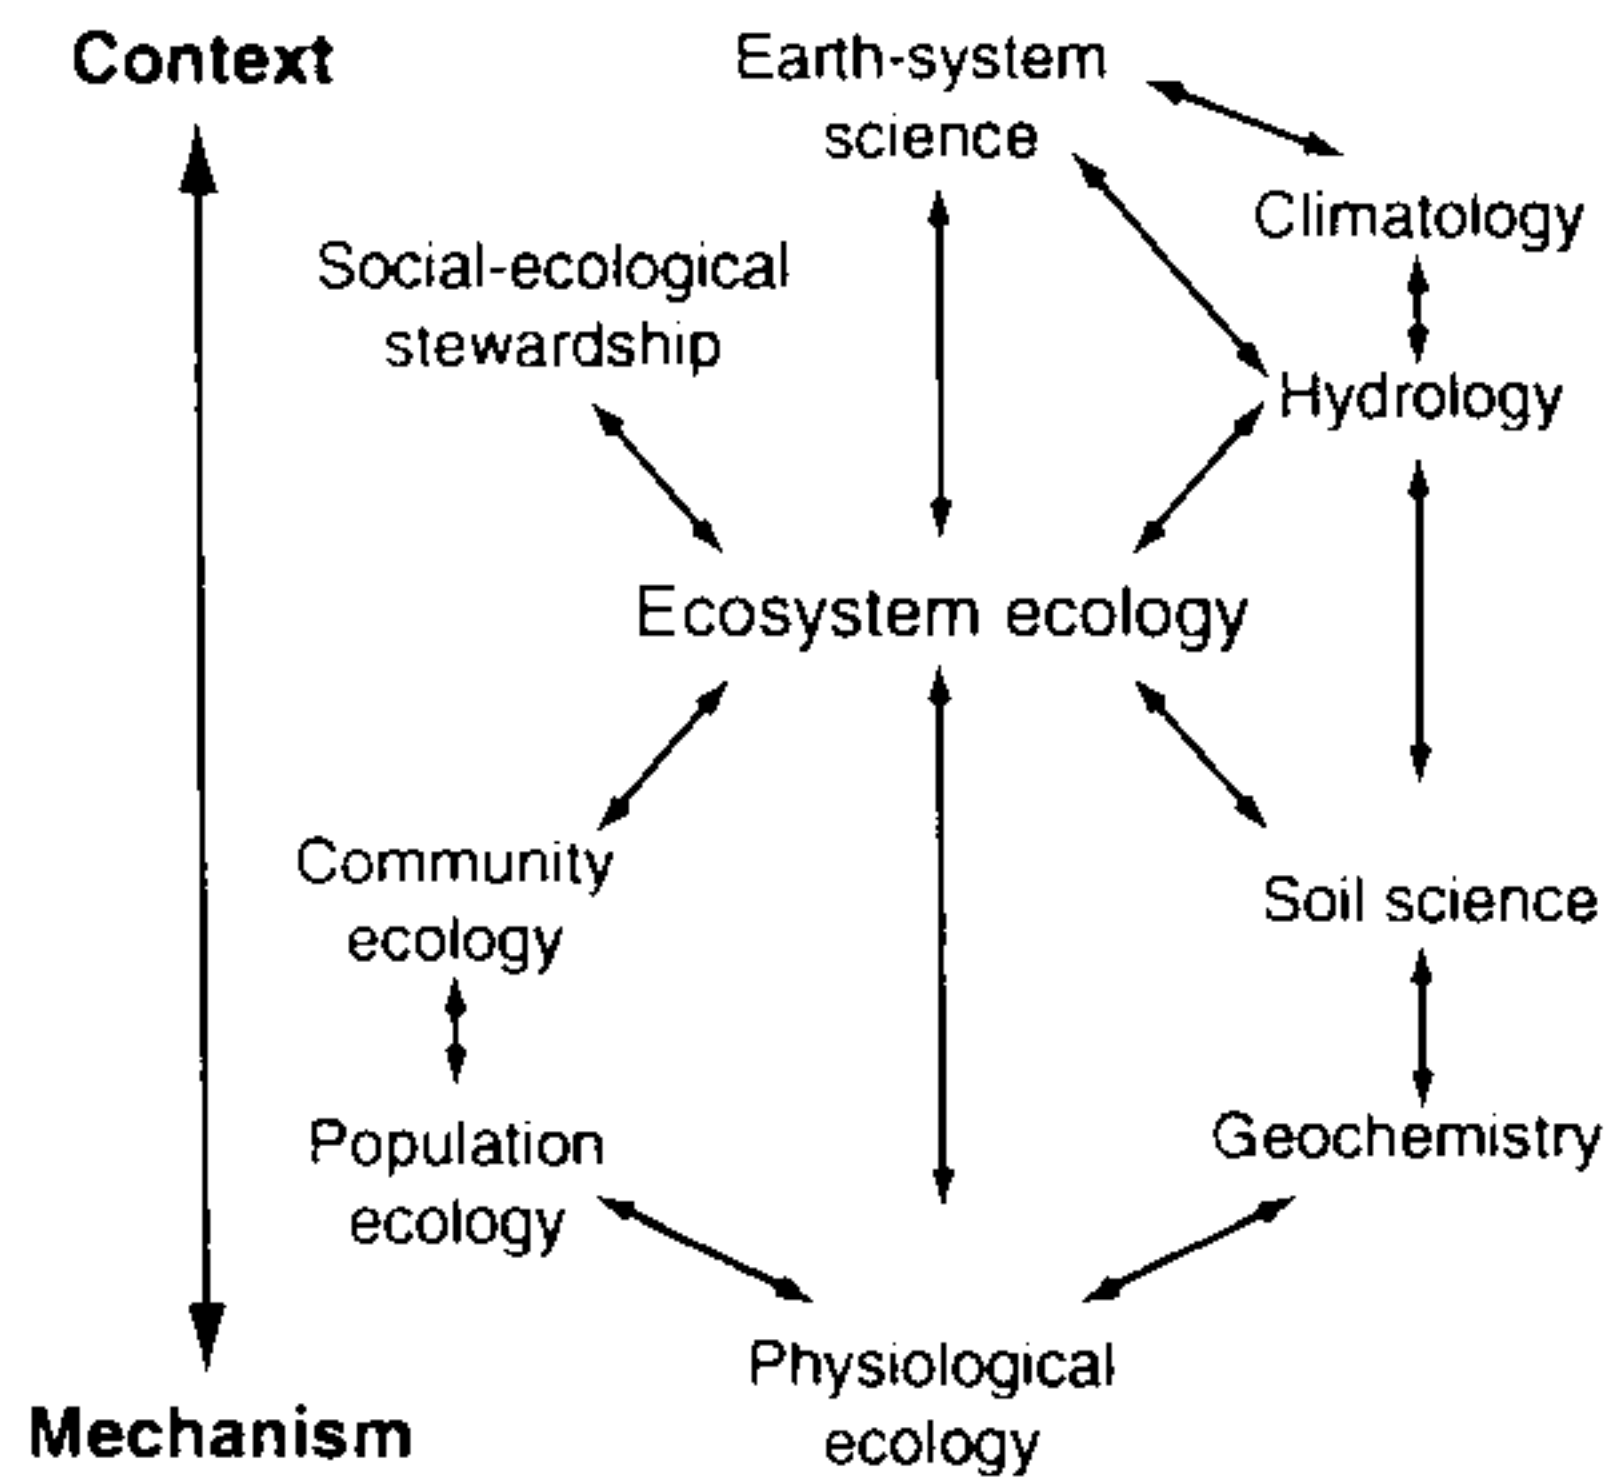 Context
Earth-system
science
Climatology
Social-ecological
stewardship
Hydrology
Ecosystem ecology
Community
ecology
Soil science
Population
ecology
Geochemistry
Physiological
ecology
Mechanism